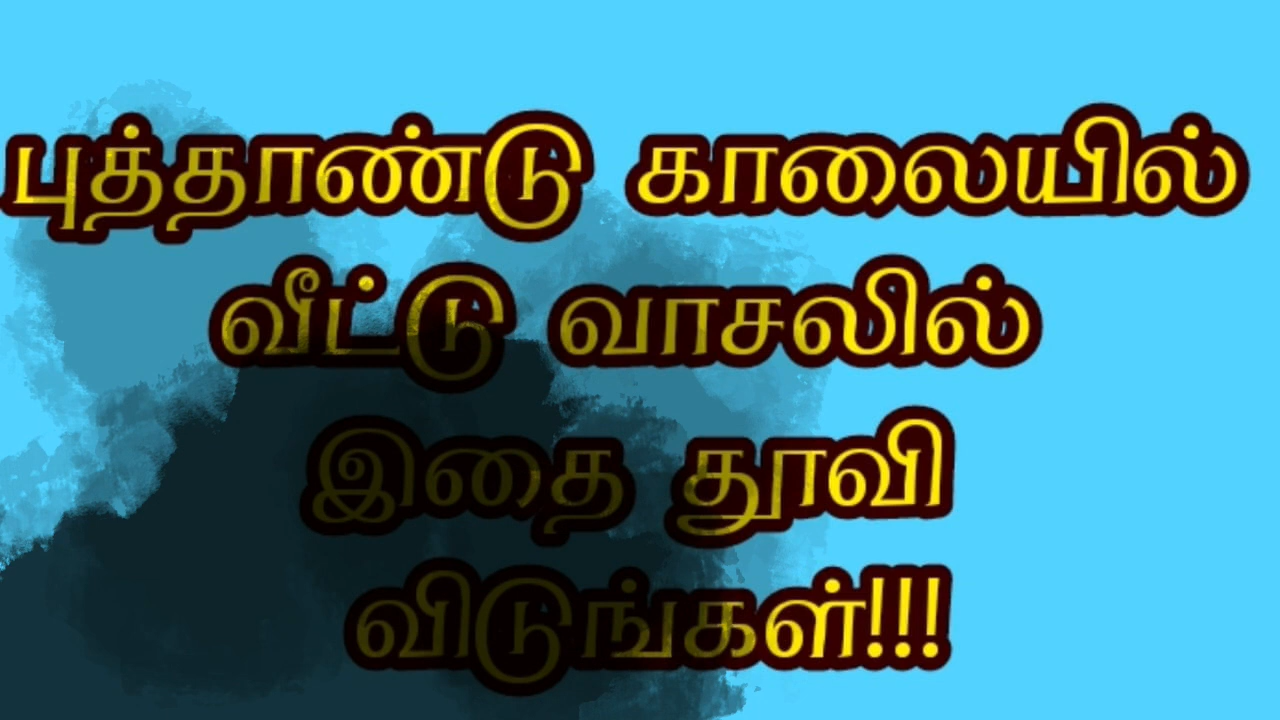 புத்தாண்டு காலையில்
வீட்டு வாசலில்
இதை தூவி
விடுங்கள்!!!